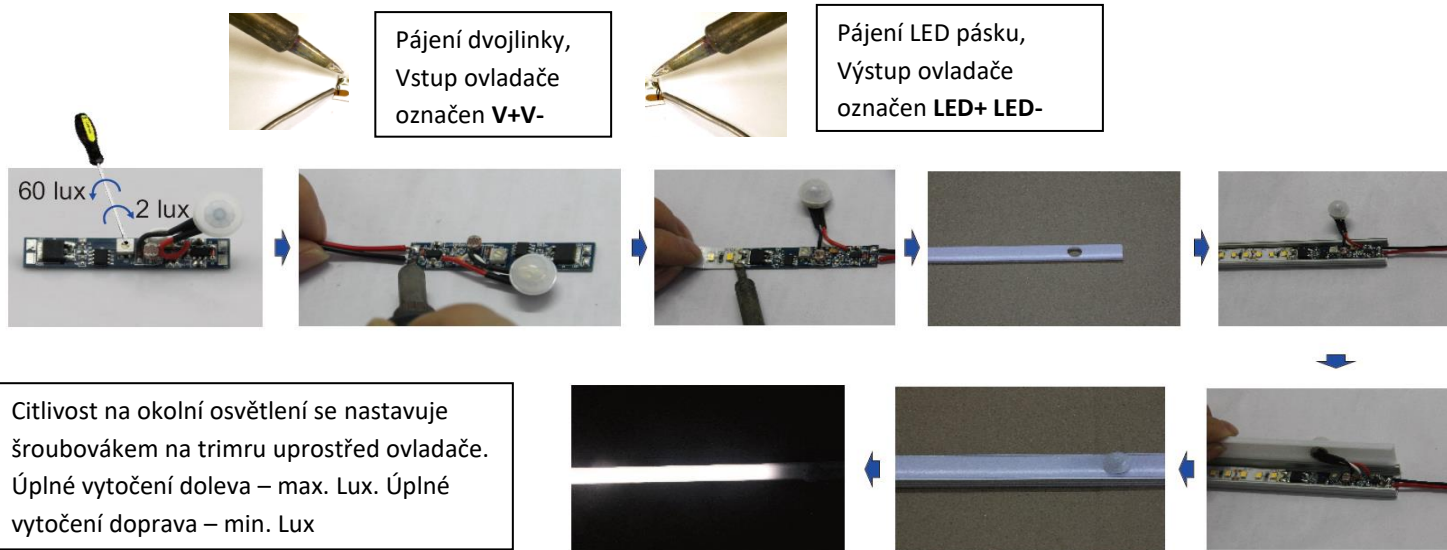 Pájení dvojlinky,
Vstup ovladače
označen V+V-
Pájení LED pásku,
Výstup ovladače
označen LED+ LED-
60 lux
2 lux
Citlivost na okolní osvětlení se nastavuje
šroubovákem na trimru uprostřed ovladače.
Úplné vytočení doleva – max. Lux. Úplné
vytočení doprava – min. Lux